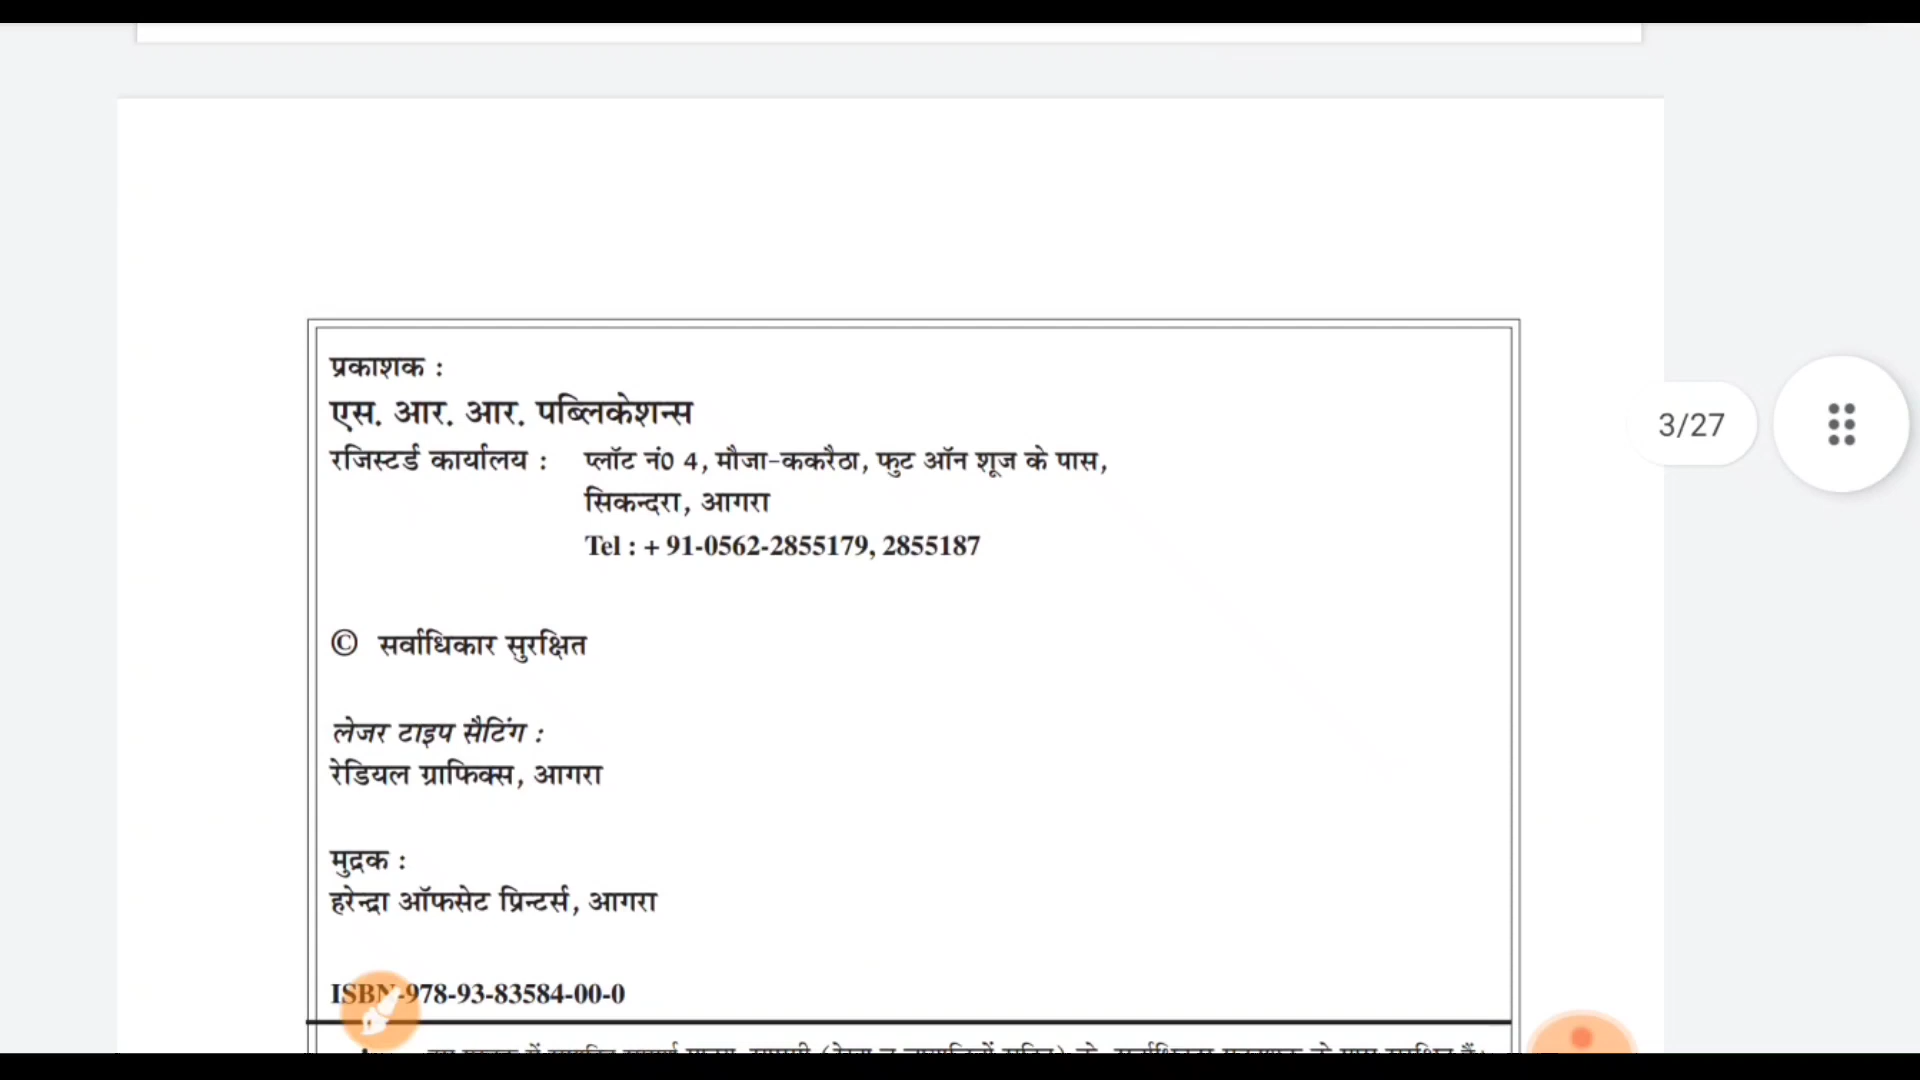 प्रकाशक :
एस. आर. आर. पब्लिकेशन्स
रजिस्टर्ड कार्यालय : प्लॉट नं0 4, मौजा-ककरैठा, फुट ऑन शूज के पास,
सिकन्दरा, आगरा
Tel : + 91-0562-2855179, 2855187
3/27
© सर्वाधिकार सुरक्षित
लेजर टाइप सैटिंग :
रेडियल ग्राफिक्स, आगरा
मुद्रक :
हरेन्द्रा ऑफसेट प्रिन्टर्स, आगरा
ISBN-978-93-83584-00-0